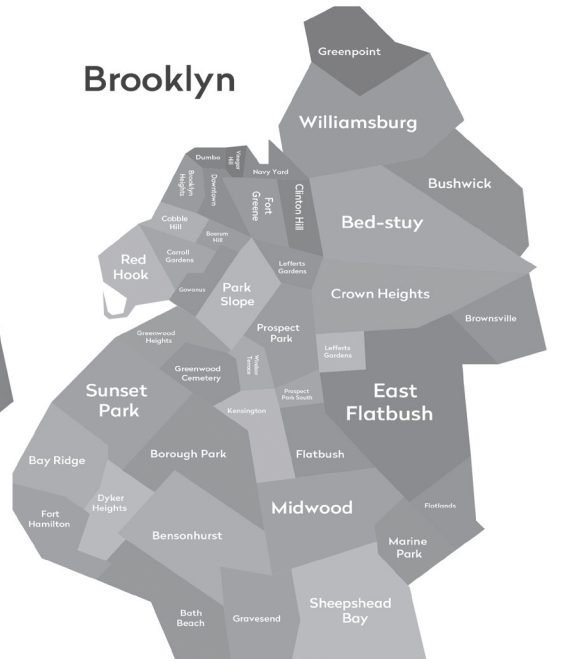 Brooklyn
Greenpoint
Williamsburg
Dumbo
Vinegar
Hill
Navy Yard
Brooklyn
Heights
Downtown
Fort
Greene
Clinton Hill
Bushwick
Bed-stuy
Cobble
Hill
Boerum
Hill
Red
Hook
Carroll
Gardens
Lefferts
Gardens
Gowanus
Park
Slope
Crown Heights
Brownsville
Prospect
Park
Greenwood
Heights
Lefferts
Gardens
Windsor
Terrace
Greenwood
Cemetery
Sunset
Park
Prospect
Park South
East
Flatbush
Kensington
Borough Park
Flatbush
Bay Ridge
Dyker
Heights
Midwood
Flatlands
Fort
Hamilton
Bensonhurst
Marine
Park
Bath
Beach
Gravesend
Sheepshead
Bay